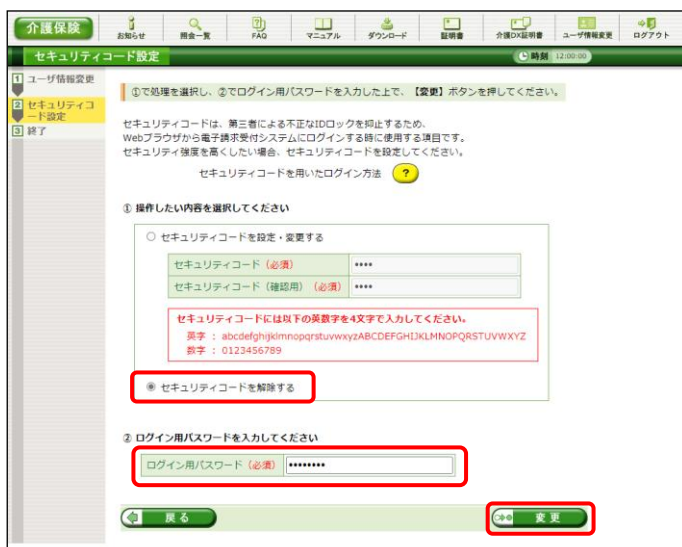 介護保険
お知らせ 照会一覧 FAQ マニュアル ダウンロード 証明書 介護DX証明書 ユーザ情報変更 ログアウト
セキュリティコード設定
時刻 12:00:00
1 ユーザ情報変更
2 セキュリティコード設定
3 終了
①で処理を選択し、②でログイン用パスワードを入力した上で、【変更】ボタンを押してください。
セキュリティコードは、第三者による不正なIDロックを抑止するため、
Webブラウザから電子請求受付システムにログインする時に使用する項目です。
セキュリティ強度を高くしたい場合、セキュリティコードを設定してください。
セキュリティコードを用いたログイン方法 ?
① 操作したい内容を選択してください
セキュリティコードを設定・変更する
セキュリティコード（必須） ••••
セキュリティコード（確認用）（必須） ••••
セキュリティコードには以下の英数字を4文字で入力してください。
英字 : abcdefghijklmnopqrstuvwxyzABCDEFGHIJKLMNOPQRSTUVWXYZ
数字 : 0123456789
セキュリティコードを解除する
② ログイン用パスワードを入力してください
ログイン用パスワード（必須） ••••••••
戻る
変更